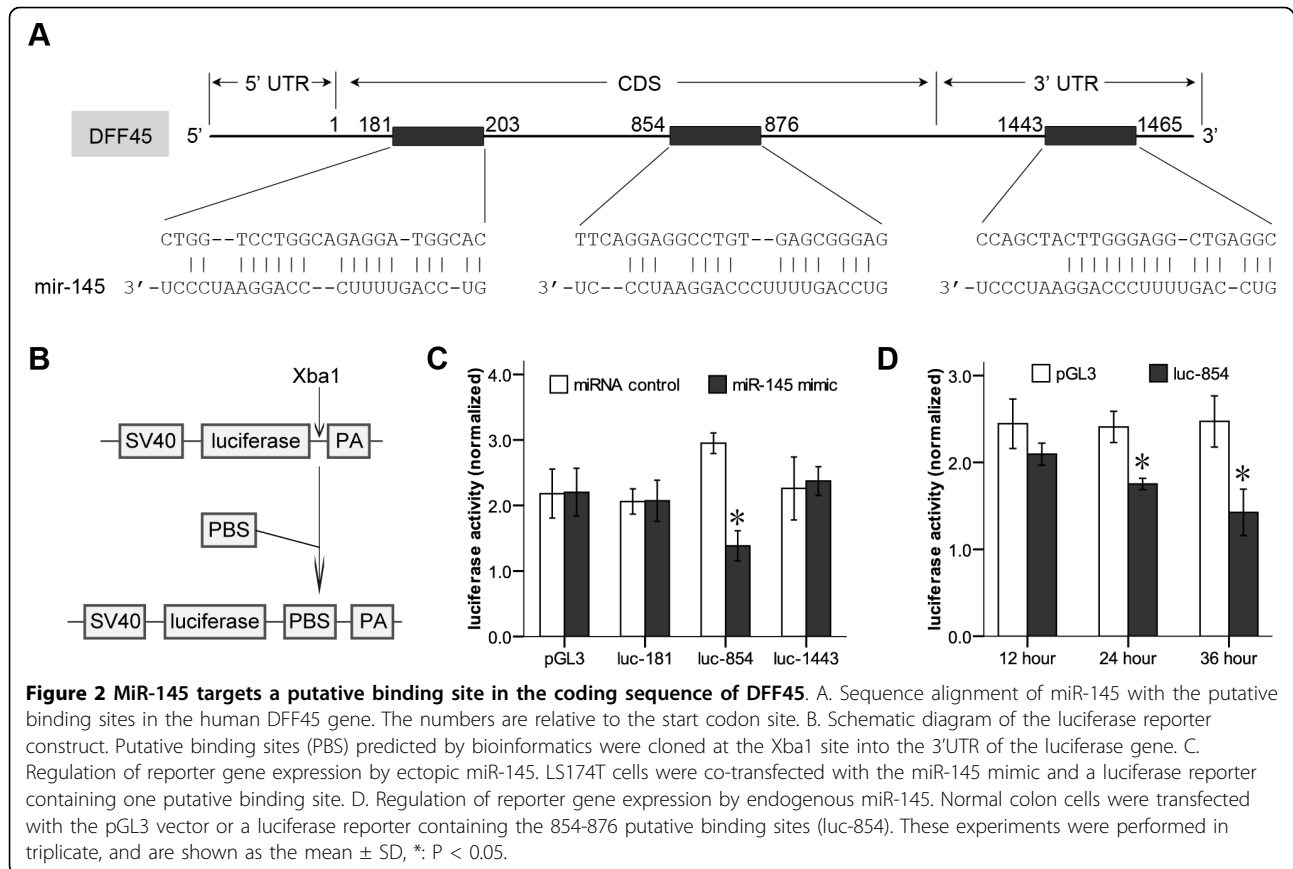 A
5' UTR
CDS
3' UTR
DFF45
5'
1
181
203
854
876
1443
1465
3'
CTGG--TCCTGGCAGAGGA-TGGCAC
TTCAGGAGGCCTGT--GAGCGGGAG
CCAGCTACTTGGGAGG-CTGAGGC
mir-145
3'-UCCCUAAGGACC--CUUUUGACC-UG
3'-UC--CCUAAGGACCCUUUUGACCUG
3'-UCCCUAAGGACCCUUUUGAC-CUG
B
Xba1
SV40
luciferase
PA
PBS
SV40
luciferase
PBS
PA
C
luciferase activity (normalized)
4.0
3.0
2.0
1.0
0.0
miRNA control
miR-145 mimic
*
pGL3
luc-181
luc-854
luc-1443
D
luciferase activity (normalized)
3.0
2.0
1.0
0.0
pGL3
luc-854
*
*
12 hour
24 hour
36 hour
Figure 2 MiR-145 targets a putative binding site in the coding sequence of DFF45. A. Sequence alignment of miR-145 with the putative
binding sites in the human DFF45 gene. The numbers are relative to the start codon site. B. Schematic diagram of the luciferase reporter
construct. Putative binding sites (PBS) predicted by bioinformatics were cloned at the Xba1 site into the 3'UTR of the luciferase gene. C.
Regulation of reporter gene expression by ectopic miR-145. LS174T cells were co-transfected with the miR-145 mimic and a luciferase reporter
containing one putative binding site. D. Regulation of reporter gene expression by endogenous miR-145. Normal colon cells were transfected
with the pGL3 vector or a luciferase reporter containing the 854-876 putative binding sites (luc-854). These experiments were performed in
triplicate, and are shown as the mean ± SD, *: P < 0.05.